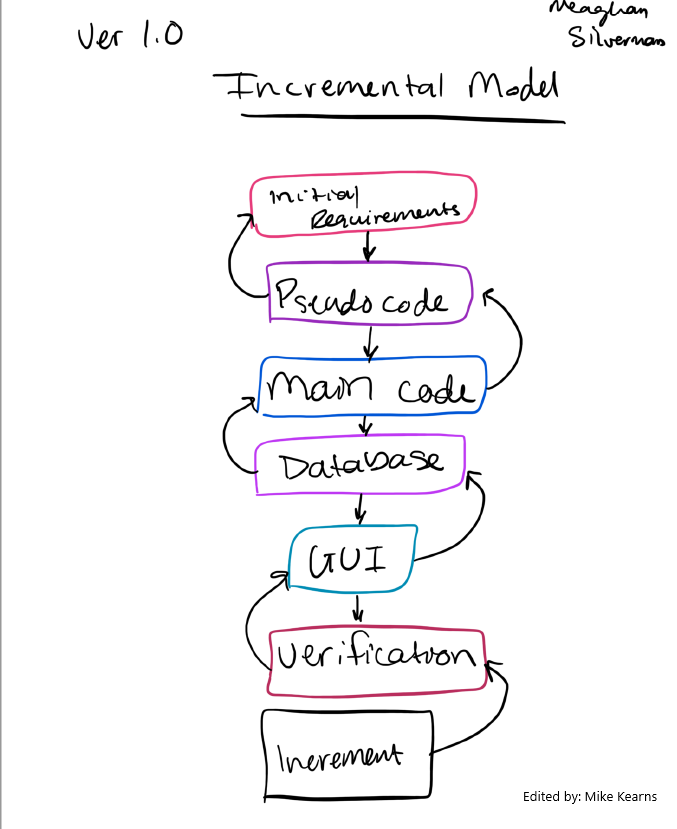 Ver 1.0
Meaghan
Silverman
Incremental Model
Initial
Requirements
Pseudo code
Main code
Database
GUI
Verification
Increment
Edited by: Mike Kearns